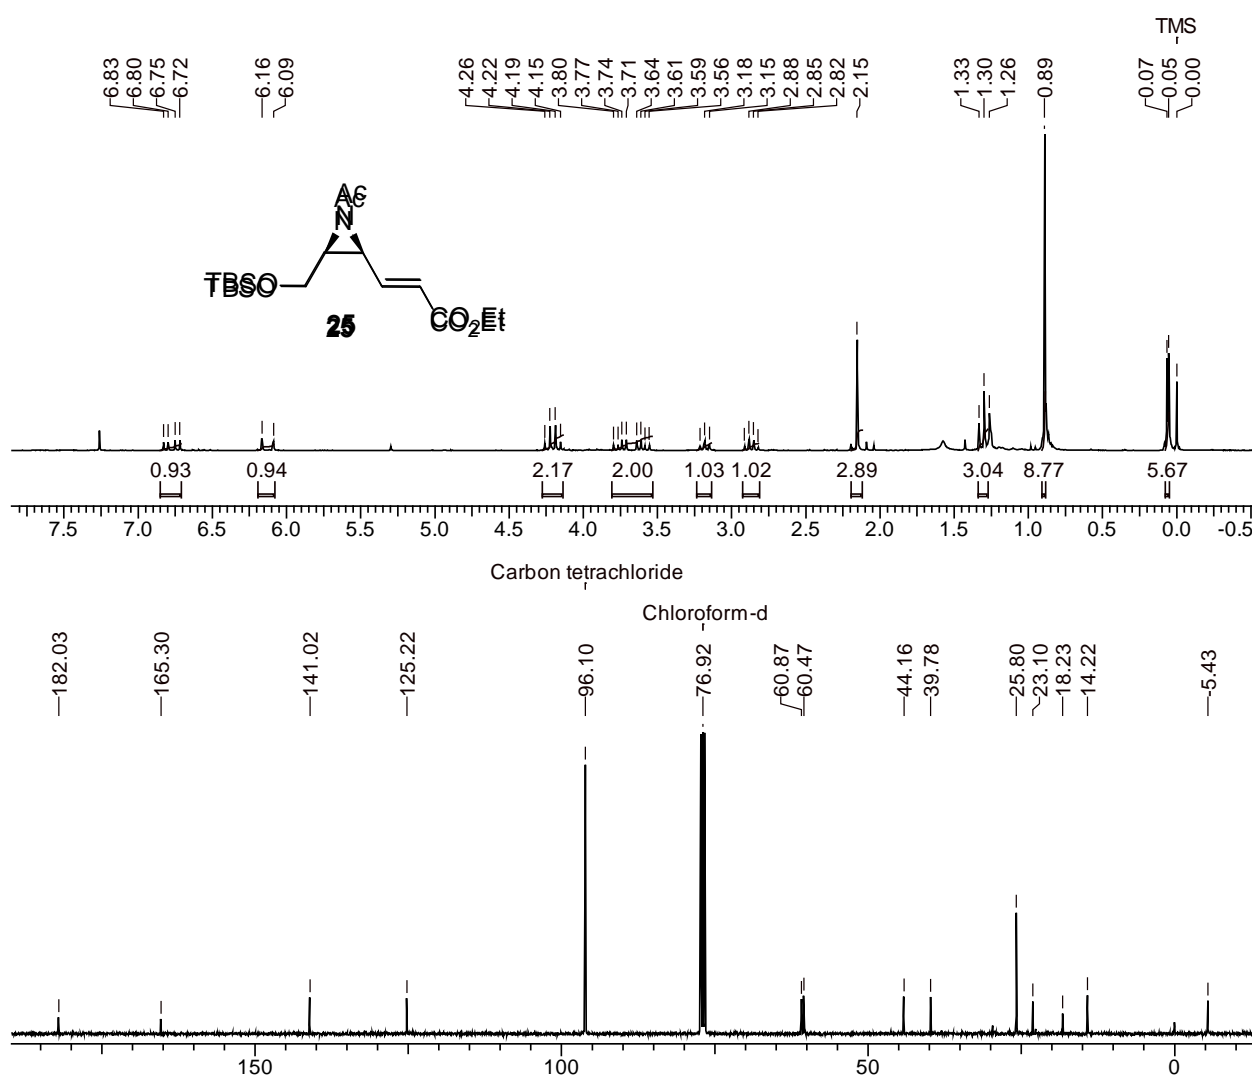 TMS
6.83 6.80 6.75 6.72 6.16 6.09 4.26 4.22 4.19 4.15 3.80 3.77 3.74 3.71 3.64 3.61 3.59 3.56 3.18 3.15 2.88 2.85 2.82 2.15 1.33 1.30 1.26 0.89 0.07 0.05 0.00
Ac
N
TBSO
CO2Et
25
0.93 0.94 2.17 2.00 1.03 1.02 2.89 3.04 8.77 5.67
7.5 7.0 6.5 6.0 5.5 5.0 4.5 4.0 3.5 3.0 2.5 2.0 1.5 1.0 0.5 0.0 -0.5
Carbon tetrachloride
Chloroform-d
182.03 165.30 141.02 125.22 96.10 76.92 60.87 60.47 44.16 39.78 25.80 23.10 18.23 14.22 -5.43
150 100 50 0